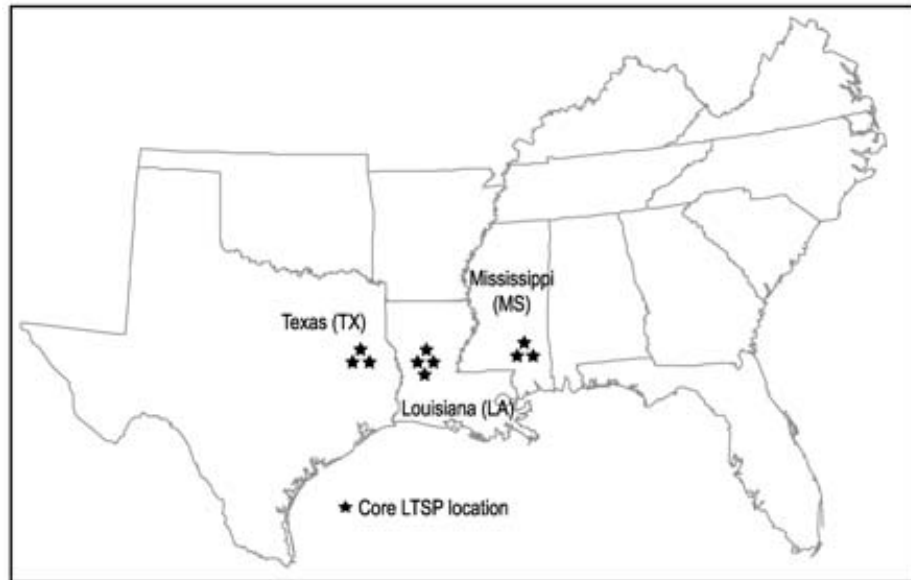 Mississippi
(MS)
Texas (TX)
Louisiana (LA)
Core LTSP location